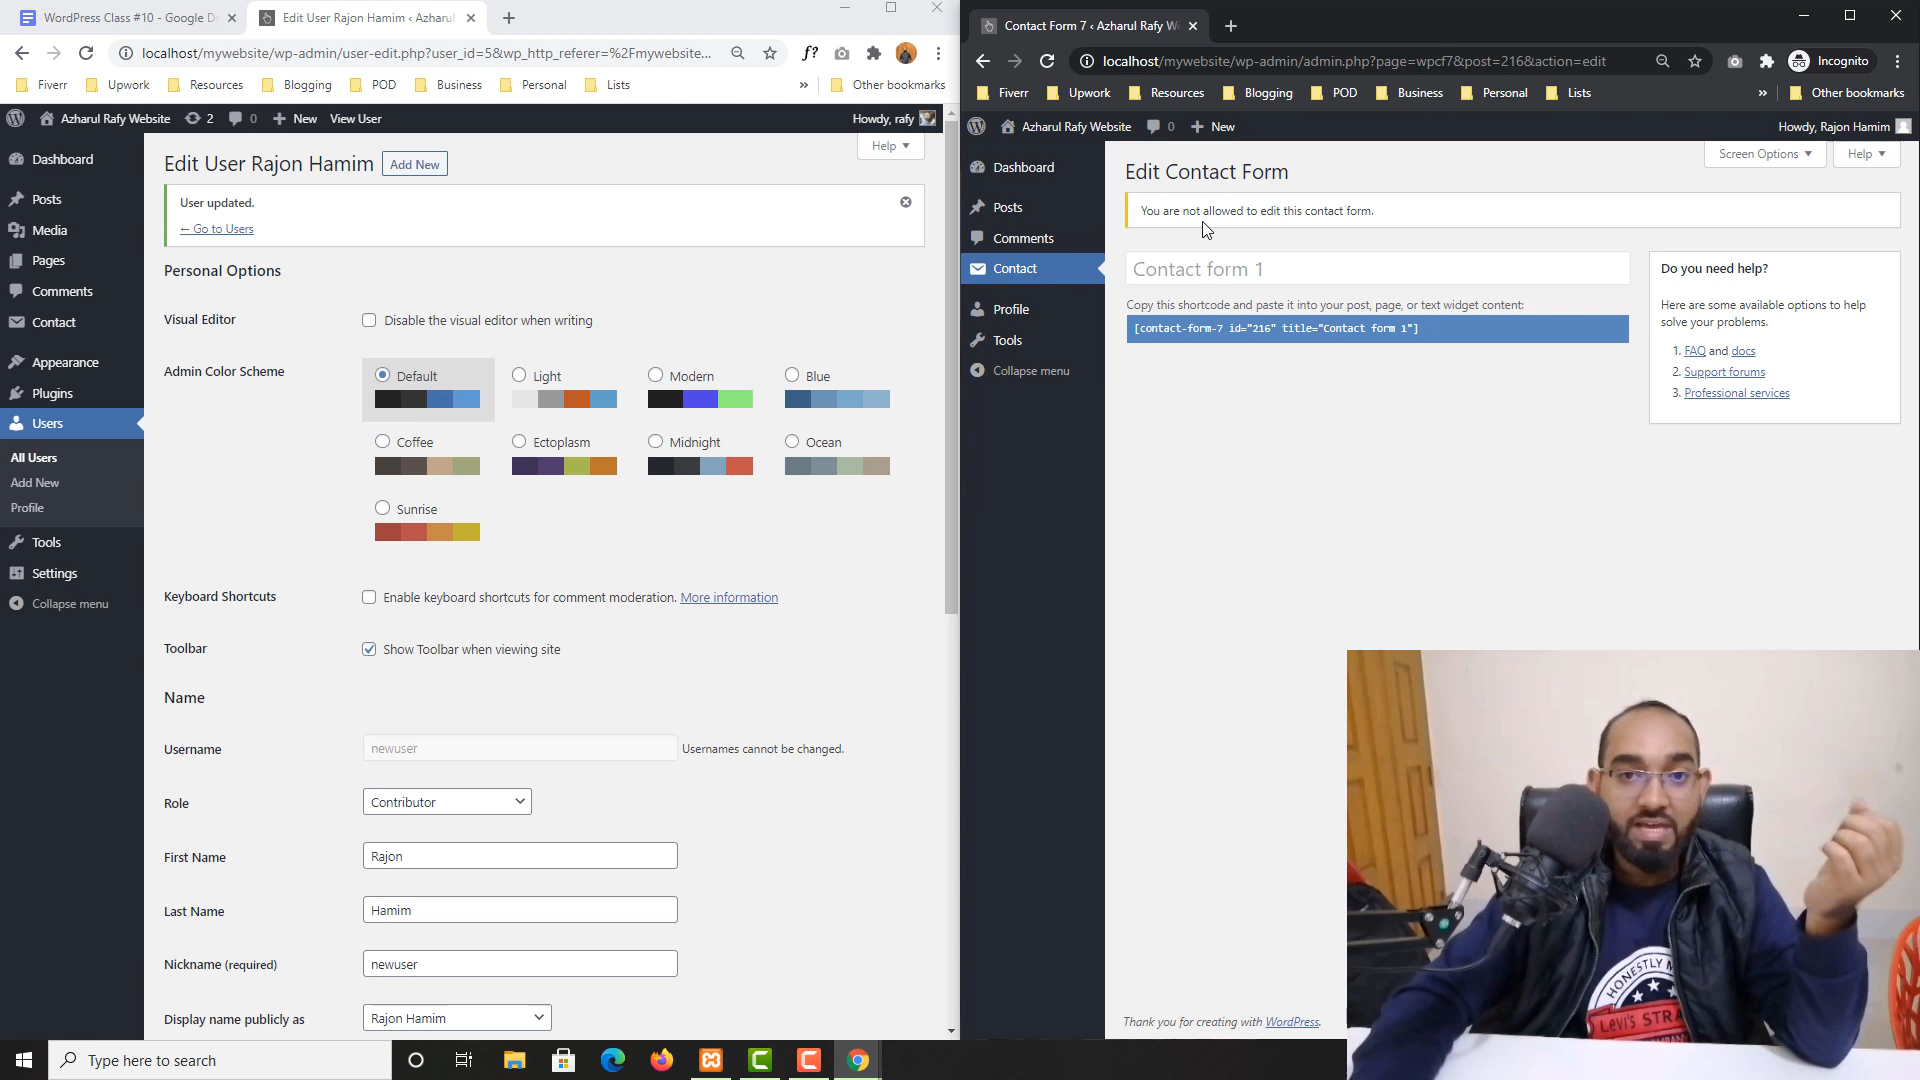 WordPress Class #10 - Google D
Edit User Rajon Hamim ‹ Azharul
localhost/mywebsite/wp-admin/user-edit.php?user_id=5&wp_http_referer=%2Fmywebsite...
f?
Fiverr
Upwork
Resources
Blogging
POD
Business
Personal
Lists
»
Other bookmarks
Azharul Rafy Website
2
0
New
View User
Howdy, rafy
Dashboard
Posts
Media
Pages
Comments
Contact
Appearance
Plugins
Users
All Users
Add New
Profile
Tools
Settings
Collapse menu
Help
Edit User Rajon Hamim
Add New
User updated.
← Go to Users
Personal Options
Visual Editor
Disable the visual editor when writing
Admin Color Scheme
Default
Light
Modern
Blue
Coffee
Ectoplasm
Midnight
Ocean
Sunrise
Keyboard Shortcuts
Enable keyboard shortcuts for comment moderation. More information
Toolbar
Show Toolbar when viewing site
Name
Username
newuser
Usernames cannot be changed.
Role
Contributor
First Name
Rajon
Last Name
Hamim
Nickname (required)
newuser
Display name publicly as
Rajon Hamim
Contact Form 7 ‹ Azharul Rafy W
localhost/mywebsite/wp-admin/admin.php?page=wpcf7&post=216&action=edit
Incognito
Fiverr
Upwork
Resources
Blogging
POD
Business
Personal
Lists
»
Other bookmarks
Azharul Rafy Website
0
New
Howdy, Rajon Hamim
Dashboard
Posts
Comments
Contact
Profile
Tools
Collapse menu
Screen Options
Help
Edit Contact Form
You are not allowed to edit this contact form.
Contact form 1
Copy this shortcode and paste it into your post, page, or text widget content:
[contact-form-7 id="216" title="Contact form 1"]
Do you need help?
Here are some available options to help
solve your problems.
1. FAQ and docs
2. Support forums
3. Professional services
Thank you for creating with WordPress.
HONESTLY
LEVI'S
Type here to search